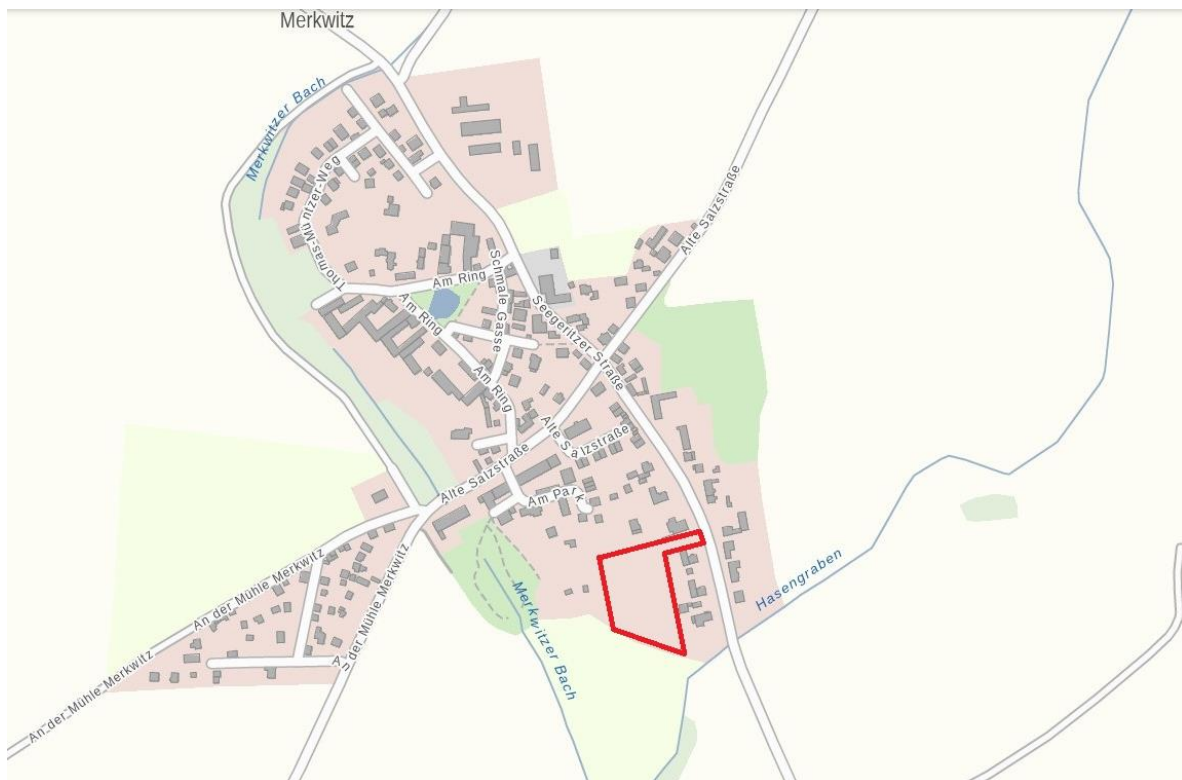 Merkwitz
Merkwitzer Bach
Thomas-Müntzer-Weg
Alte Salzstraße
Am Ring
Schmale Gasse
Am Ring
Seegeritzer Straße
Am Ring
Alte Salzstraße
Alte Salzstraße
Am Park
An der Mühle Merkwitz
An der Mühle Merkwitz
Hasengraben
Merkwitzer Bach
An der Mühle Merkwitz